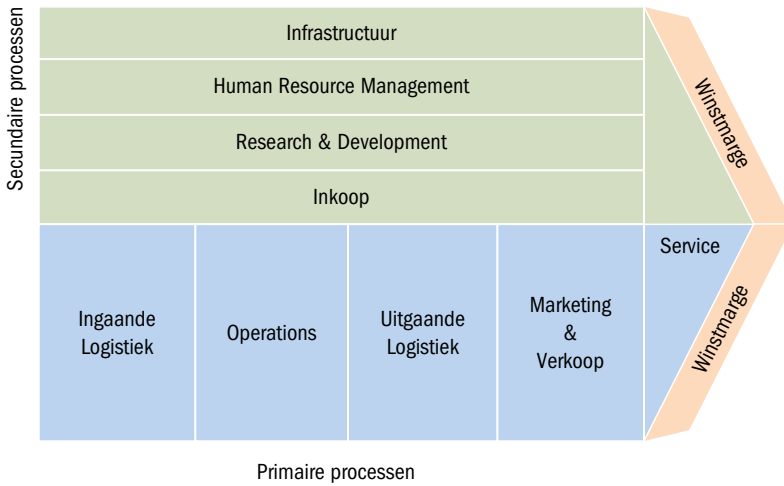 Secundaire processen
Infrastructuur
Human Resource Management
Research & Development
Inkoop
Winstmarge
Ingaande
Logistiek
Operations
Uitgaande
Logistiek
Marketing
&
Verkoop
Service
Winstmarge
Primaire processen